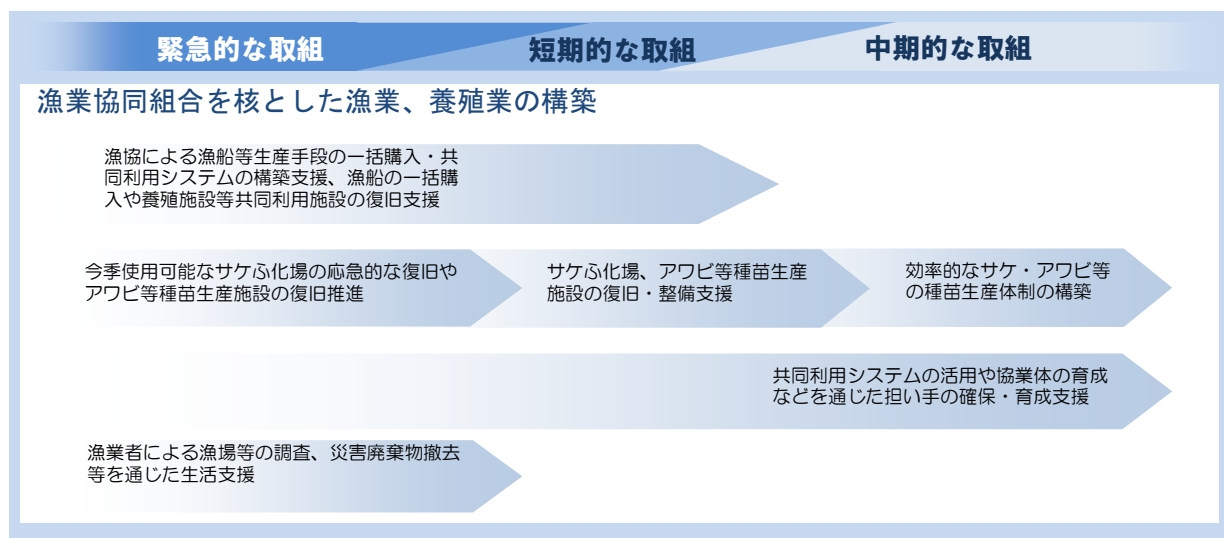 緊急的な取組
短期的な取組
中期的な取組
漁業協同組合を核とした漁業、養殖業の構築
漁協による漁船等生産手段の一括購入・共
同利用システムの構築支援、漁船の一括購
入や養殖施設等共同利用施設の復旧支援
今季使用可能なサケふ化場の応急的な復旧や
アワビ等種苗生産施設の復旧推進
サケふ化場、アワビ等種苗生産
施設の復旧・整備支援
効率的なサケ・アワビ等
の種苗生産体制の構築
共同利用システムの活用や協業体の育成
などを通じた担い手の確保・育成支援
漁業者による漁場等の調査、災害廃棄物撤去
等を通じた生活支援